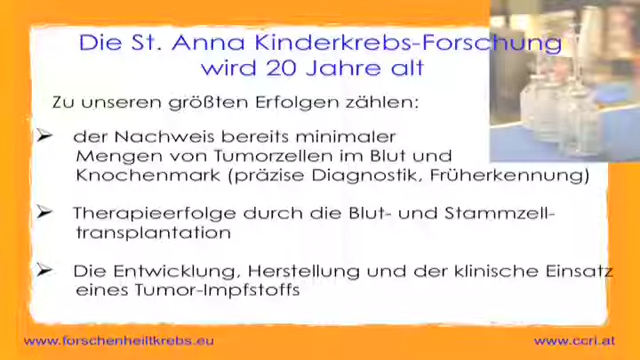 Die St. Anna Kinderkrebs-Forschung
wird 20 Jahre alt
Zu unseren größten Erfolgen zählen:
➢ der Nachweis bereits minimaler
Mengen von Tumorzellen im Blut und
Knochenmark (präzise Diagnostik, Früherkennung)
➢ Therapieerfolge durch die Blut- und Stammzell-
transplantation
➢ Die Entwicklung, Herstellung und der klinische Einsatz
eines Tumor-Impfstoffs
www.forschenheiltkrebs.eu
www.ccri.at